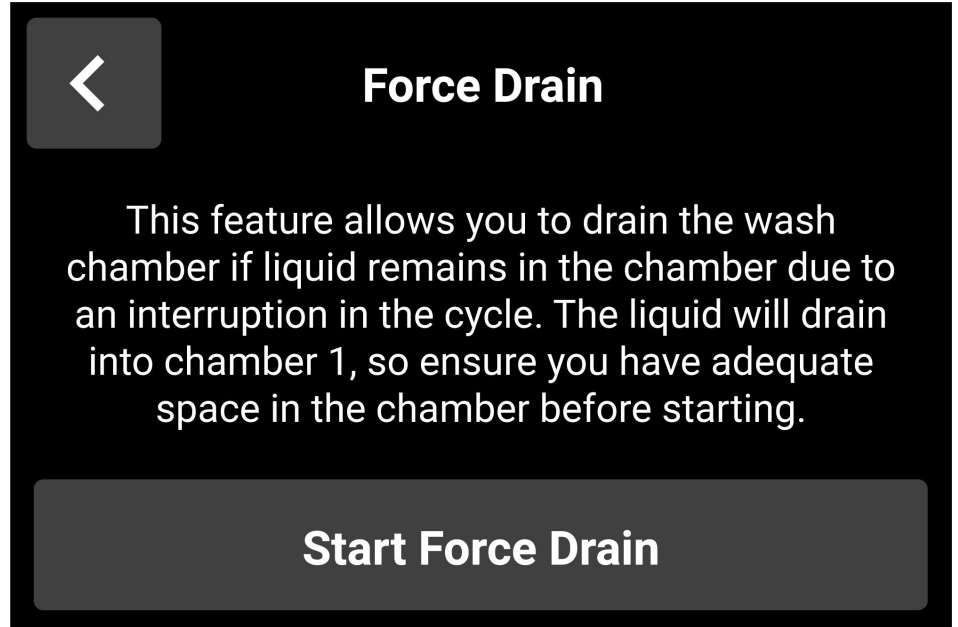 Force Drain
This feature allows you to drain the wash
chamber if liquid remains in the chamber due to
an interruption in the cycle. The liquid will drain
into chamber 1, so ensure you have adequate
space in the chamber before starting.
Start Force Drain